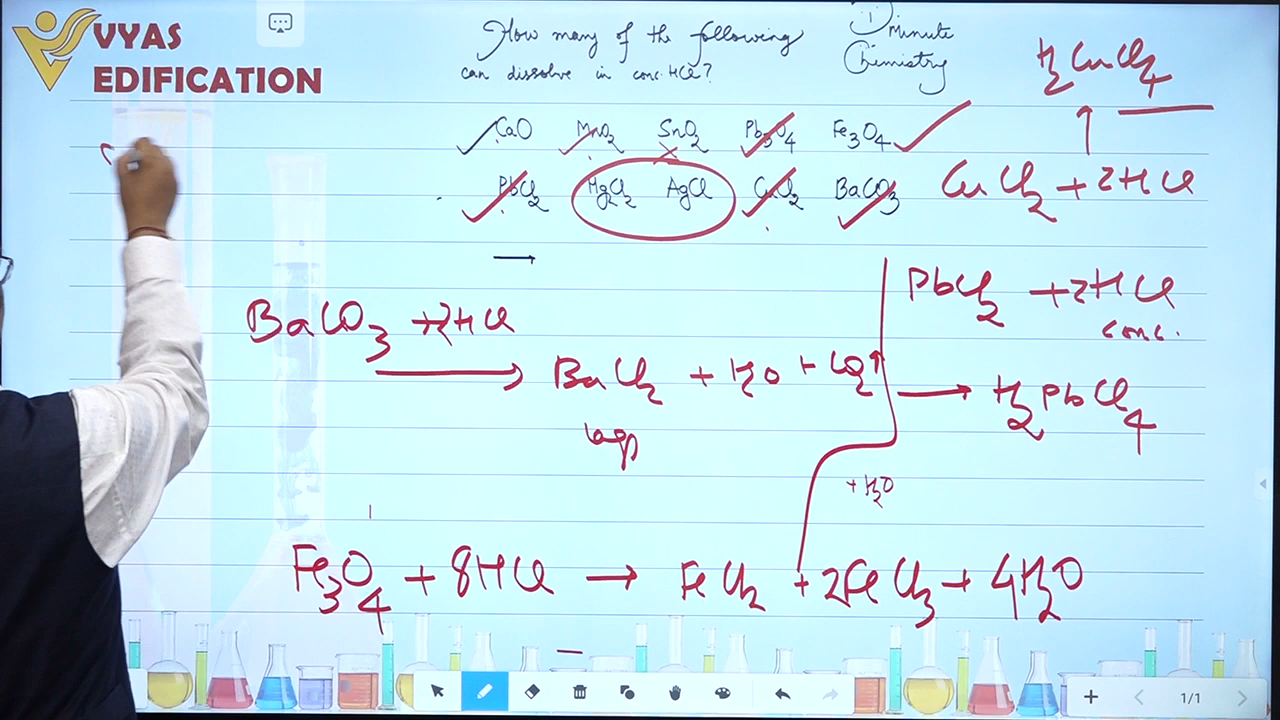 VYAS
EDIFICATION
How many of the following
can dissolve in conc. HCl?
1 minute
Chemistry
CaO MnO2 SnO2 Pb3O4 Fe3O4
PbCl2 Hg2Cl2 AgCl CuCl2 BaCO3
H2CuCl4
CuCl2 + 2HCl
BaCO3 + 2HCl
BaCl2 + H2O + CO2↑
PbCl2 + 2HCl
conc.
→ H2PbCl4
+ H2O
Fe3O4 + 8HCl → FeCl2 + 2FeCl3 + 4H2O
1/1